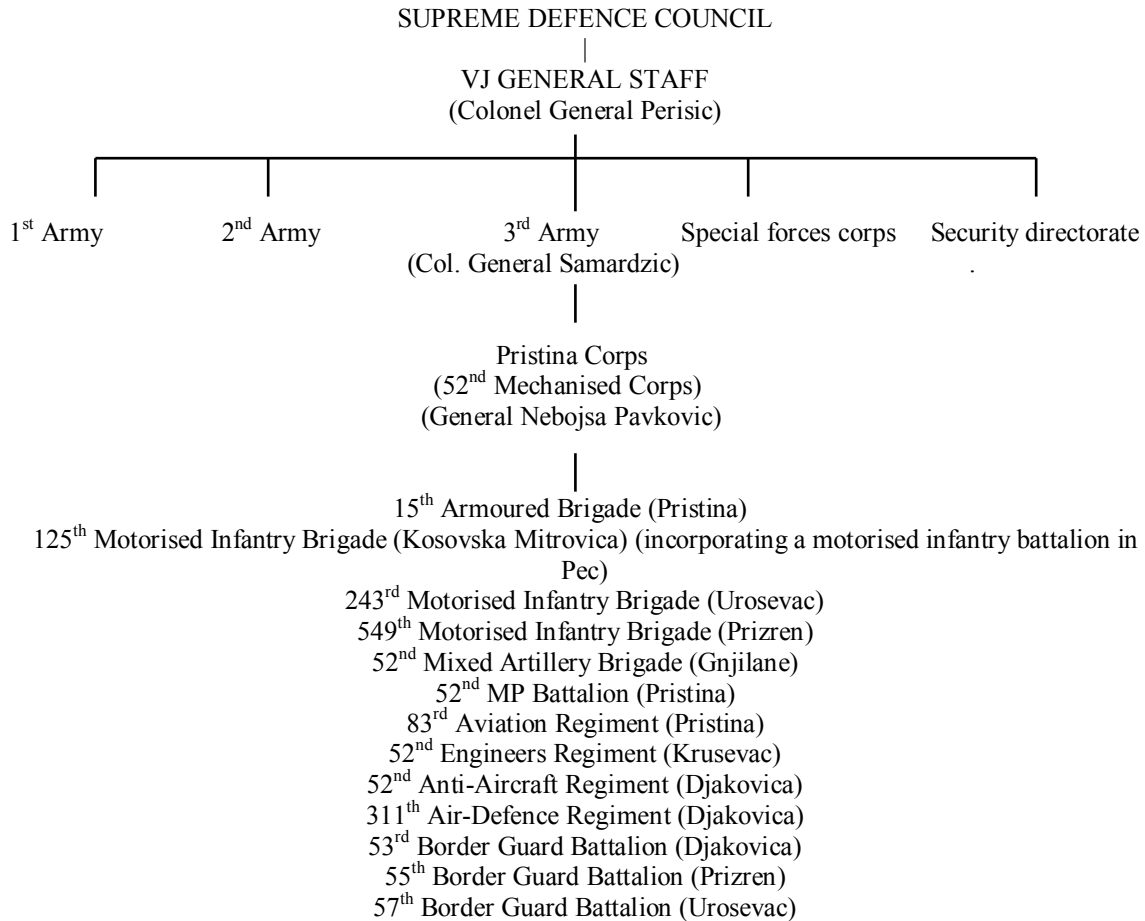 SUPREME DEFENCE COUNCIL
VJ GENERAL STAFF
(Colonel General Perisic)
1st Army 2nd Army 3rd Army Special forces corps Security directorate
(Col. General Samardzic) .
Pristina Corps
(52nd Mechanised Corps)
(General Nebojsa Pavkovic)
15th Armoured Brigade (Pristina)
125th Motorised Infantry Brigade (Kosovska Mitrovica) (incorporating a motorised infantry battalion in
Pec)
243rd Motorised Infantry Brigade (Urosevac)
549th Motorised Infantry Brigade (Prizren)
52nd Mixed Artillery Brigade (Gnjilane)
52nd MP Battalion (Pristina)
83rd Aviation Regiment (Pristina)
52nd Engineers Regiment (Krusevac)
52nd Anti-Aircraft Regiment (Djakovica)
311th Air-Defence Regiment (Djakovica)
53rd Border Guard Battalion (Djakovica)
55th Border Guard Battalion (Prizren)
57th Border Guard Battalion (Urosevac)